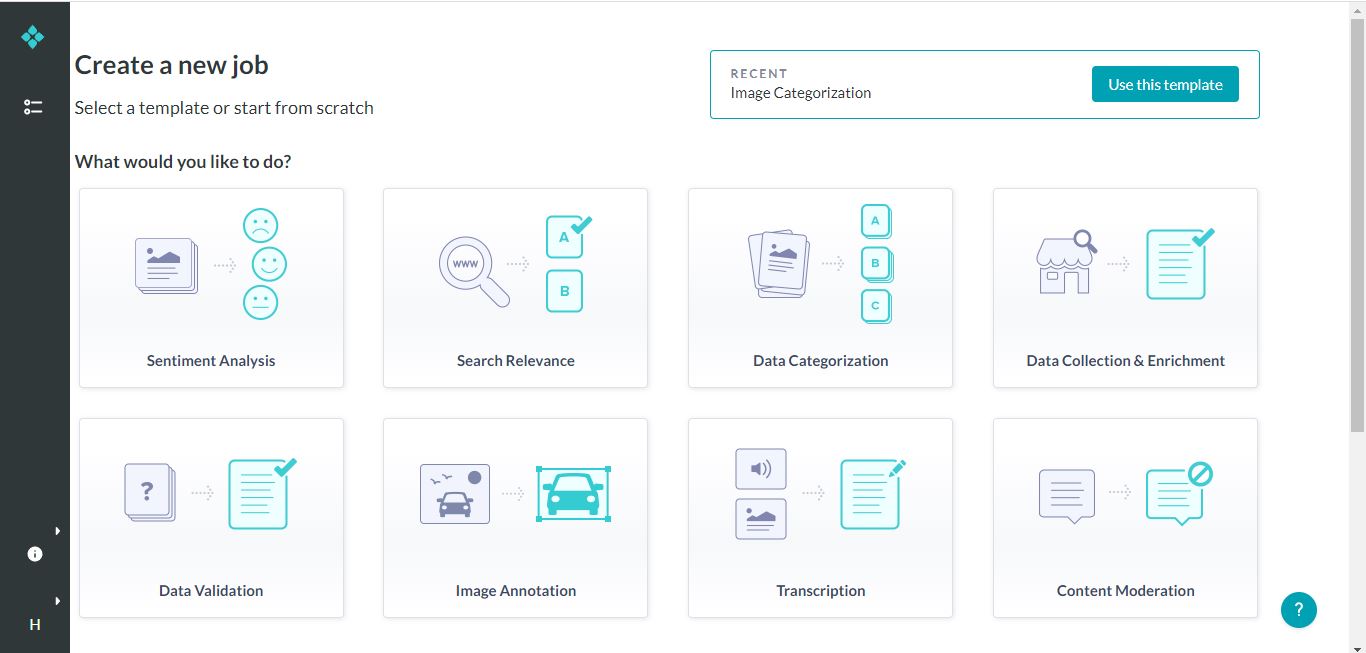 Create a new job
Select a template or start from scratch
RECENT
Image Categorization
Use this template
What would you like to do?
Sentiment Analysis
WWW
A
B
Search Relevance
A
B
C
Data Categorization
Data Collection & Enrichment
?
Data Validation
Image Annotation
Transcription
Content Moderation
i
H
?